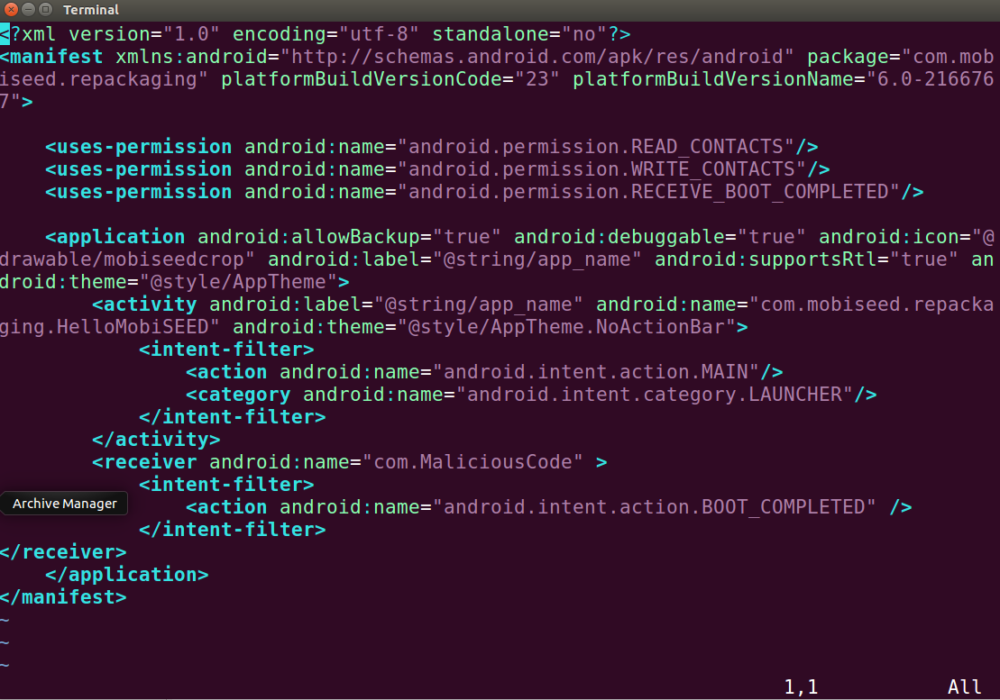 Terminal
<?xml version="1.0" encoding="utf-8" standalone="no"?>
<manifest xmlns:android="http://schemas.android.com/apk/res/android" package="com.mob
iseed.repackaging" platformBuildVersionCode="23" platformBuildVersionName="6.0-216676
7">
    <uses-permission android:name="android.permission.READ_CONTACTS"/>
    <uses-permission android:name="android.permission.WRITE_CONTACTS"/>
    <uses-permission android:name="android.permission.RECEIVE_BOOT_COMPLETED"/>
    <application android:allowBackup="true" android:debuggable="true" android:icon="@
drawable/mobiseedcrop" android:label="@string/app_name" android:supportsRtl="true" an
droid:theme="@style/AppTheme">
        <activity android:label="@string/app_name" android:name="com.mobiseed.repacka
ging.HelloMobiSEED" android:theme="@style/AppTheme.NoActionBar">
            <intent-filter>
                <action android:name="android.intent.action.MAIN"/>
                <category android:name="android.intent.category.LAUNCHER"/>
            </intent-filter>
        </activity>
        <receiver android:name="com.MaliciousCode" >
            <intent-filter>
Archive Manager
                <action android:name="android.intent.action.BOOT_COMPLETED" />
            </intent-filter>
</receiver>
    </application>
</manifest>
~
~
~
1,1 All